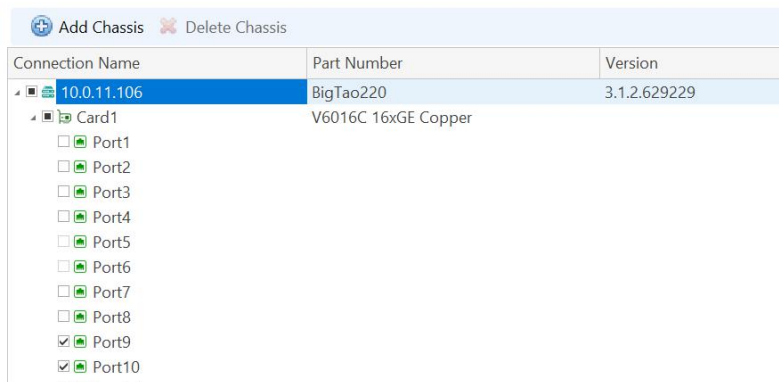 Add Chassis Delete Chassis
Connection Name Part Number Version
10.0.11.106 BigTao220 3.1.2.629229
Card1 V6016C 16xGE Copper
Port1
Port2
Port3
Port4
Port5
Port6
Port7
Port8
Port9
Port10